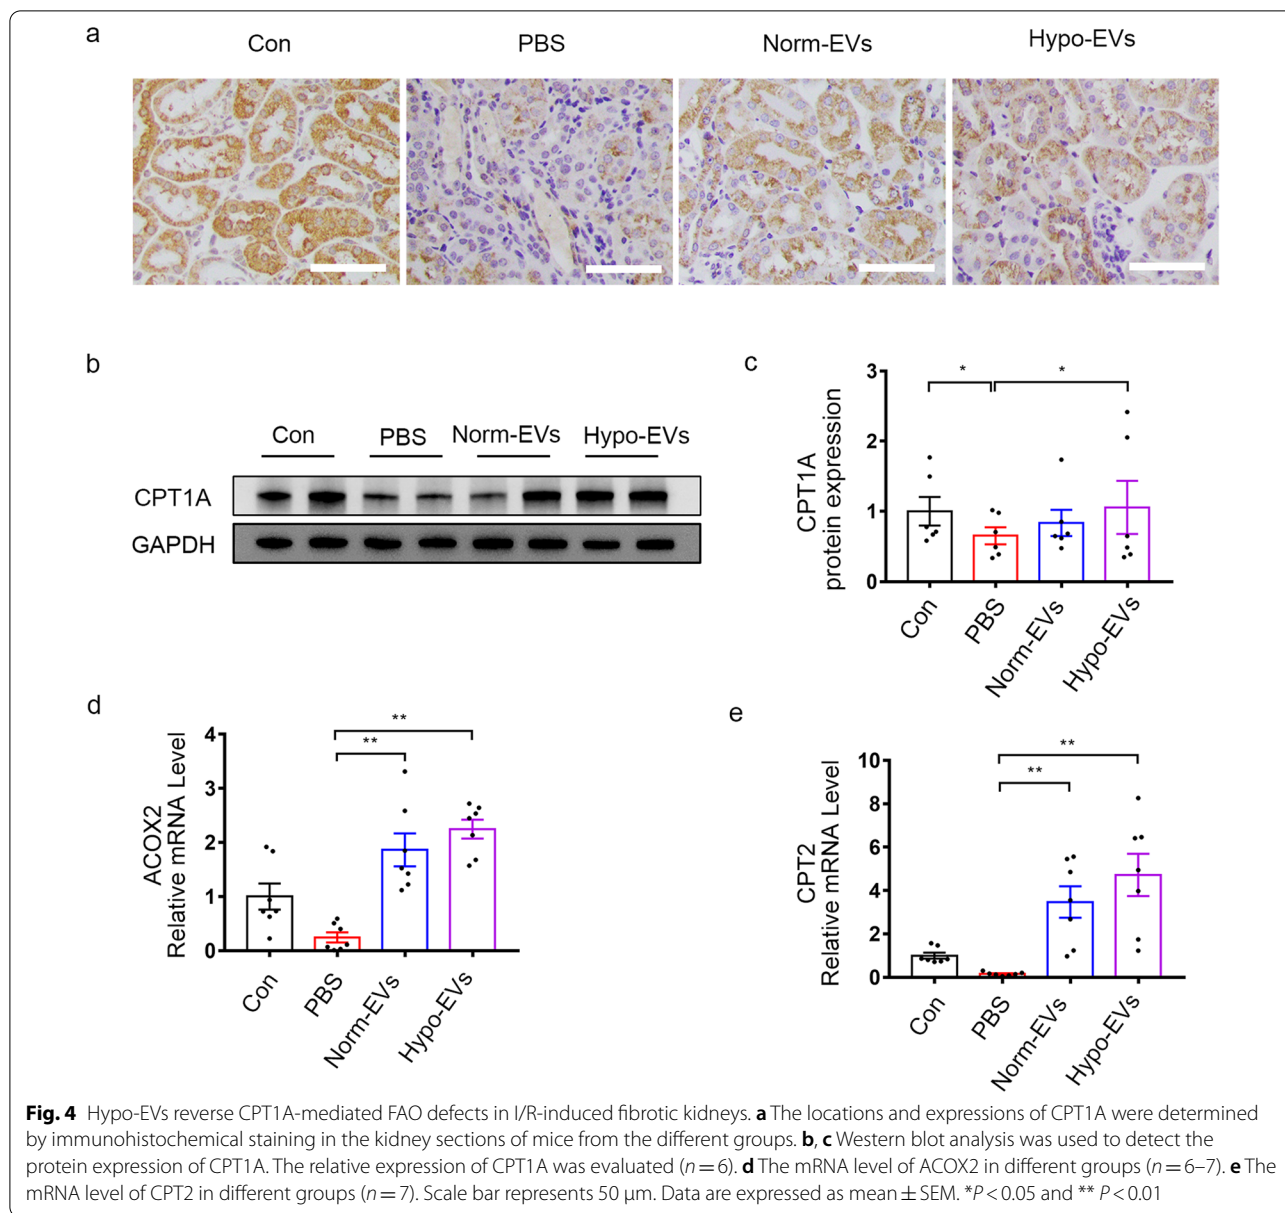 a
Con
PBS
Norm-EVs
Hypo-EVs
b
Con
PBS
Norm-EVs
Hypo-EVs
CPT1A
GAPDH
c
CPT1A
protein expression
3
2
1
0
*
*
Con
PBS
Norm-EVs
Hypo-EVs
d
ACOX2
Relative mRNA Level
4
3
2
1
0
**
**
Con
PBS
Norm-EVs
Hypo-EVs
e
CPT2
Relative mRNA Level
10
8
6
4
2
0
**
**
Con
PBS
Norm-EVs
Hypo-EVs
Fig. 4 Hypo-EVs reverse CPT1A-mediated FAO defects in I/R-induced fibrotic kidneys. a The locations and expressions of CPT1A were determined
by immunohistochemical staining in the kidney sections of mice from the different groups. b, c Western blot analysis was used to detect the
protein expression of CPT1A. The relative expression of CPT1A was evaluated (n = 6). d The mRNA level of ACOX2 in different groups (n = 6–7). e The
mRNA level of CPT2 in different groups (n = 7). Scale bar represents 50 μm. Data are expressed as mean ± SEM. *P < 0.05 and ** P < 0.01